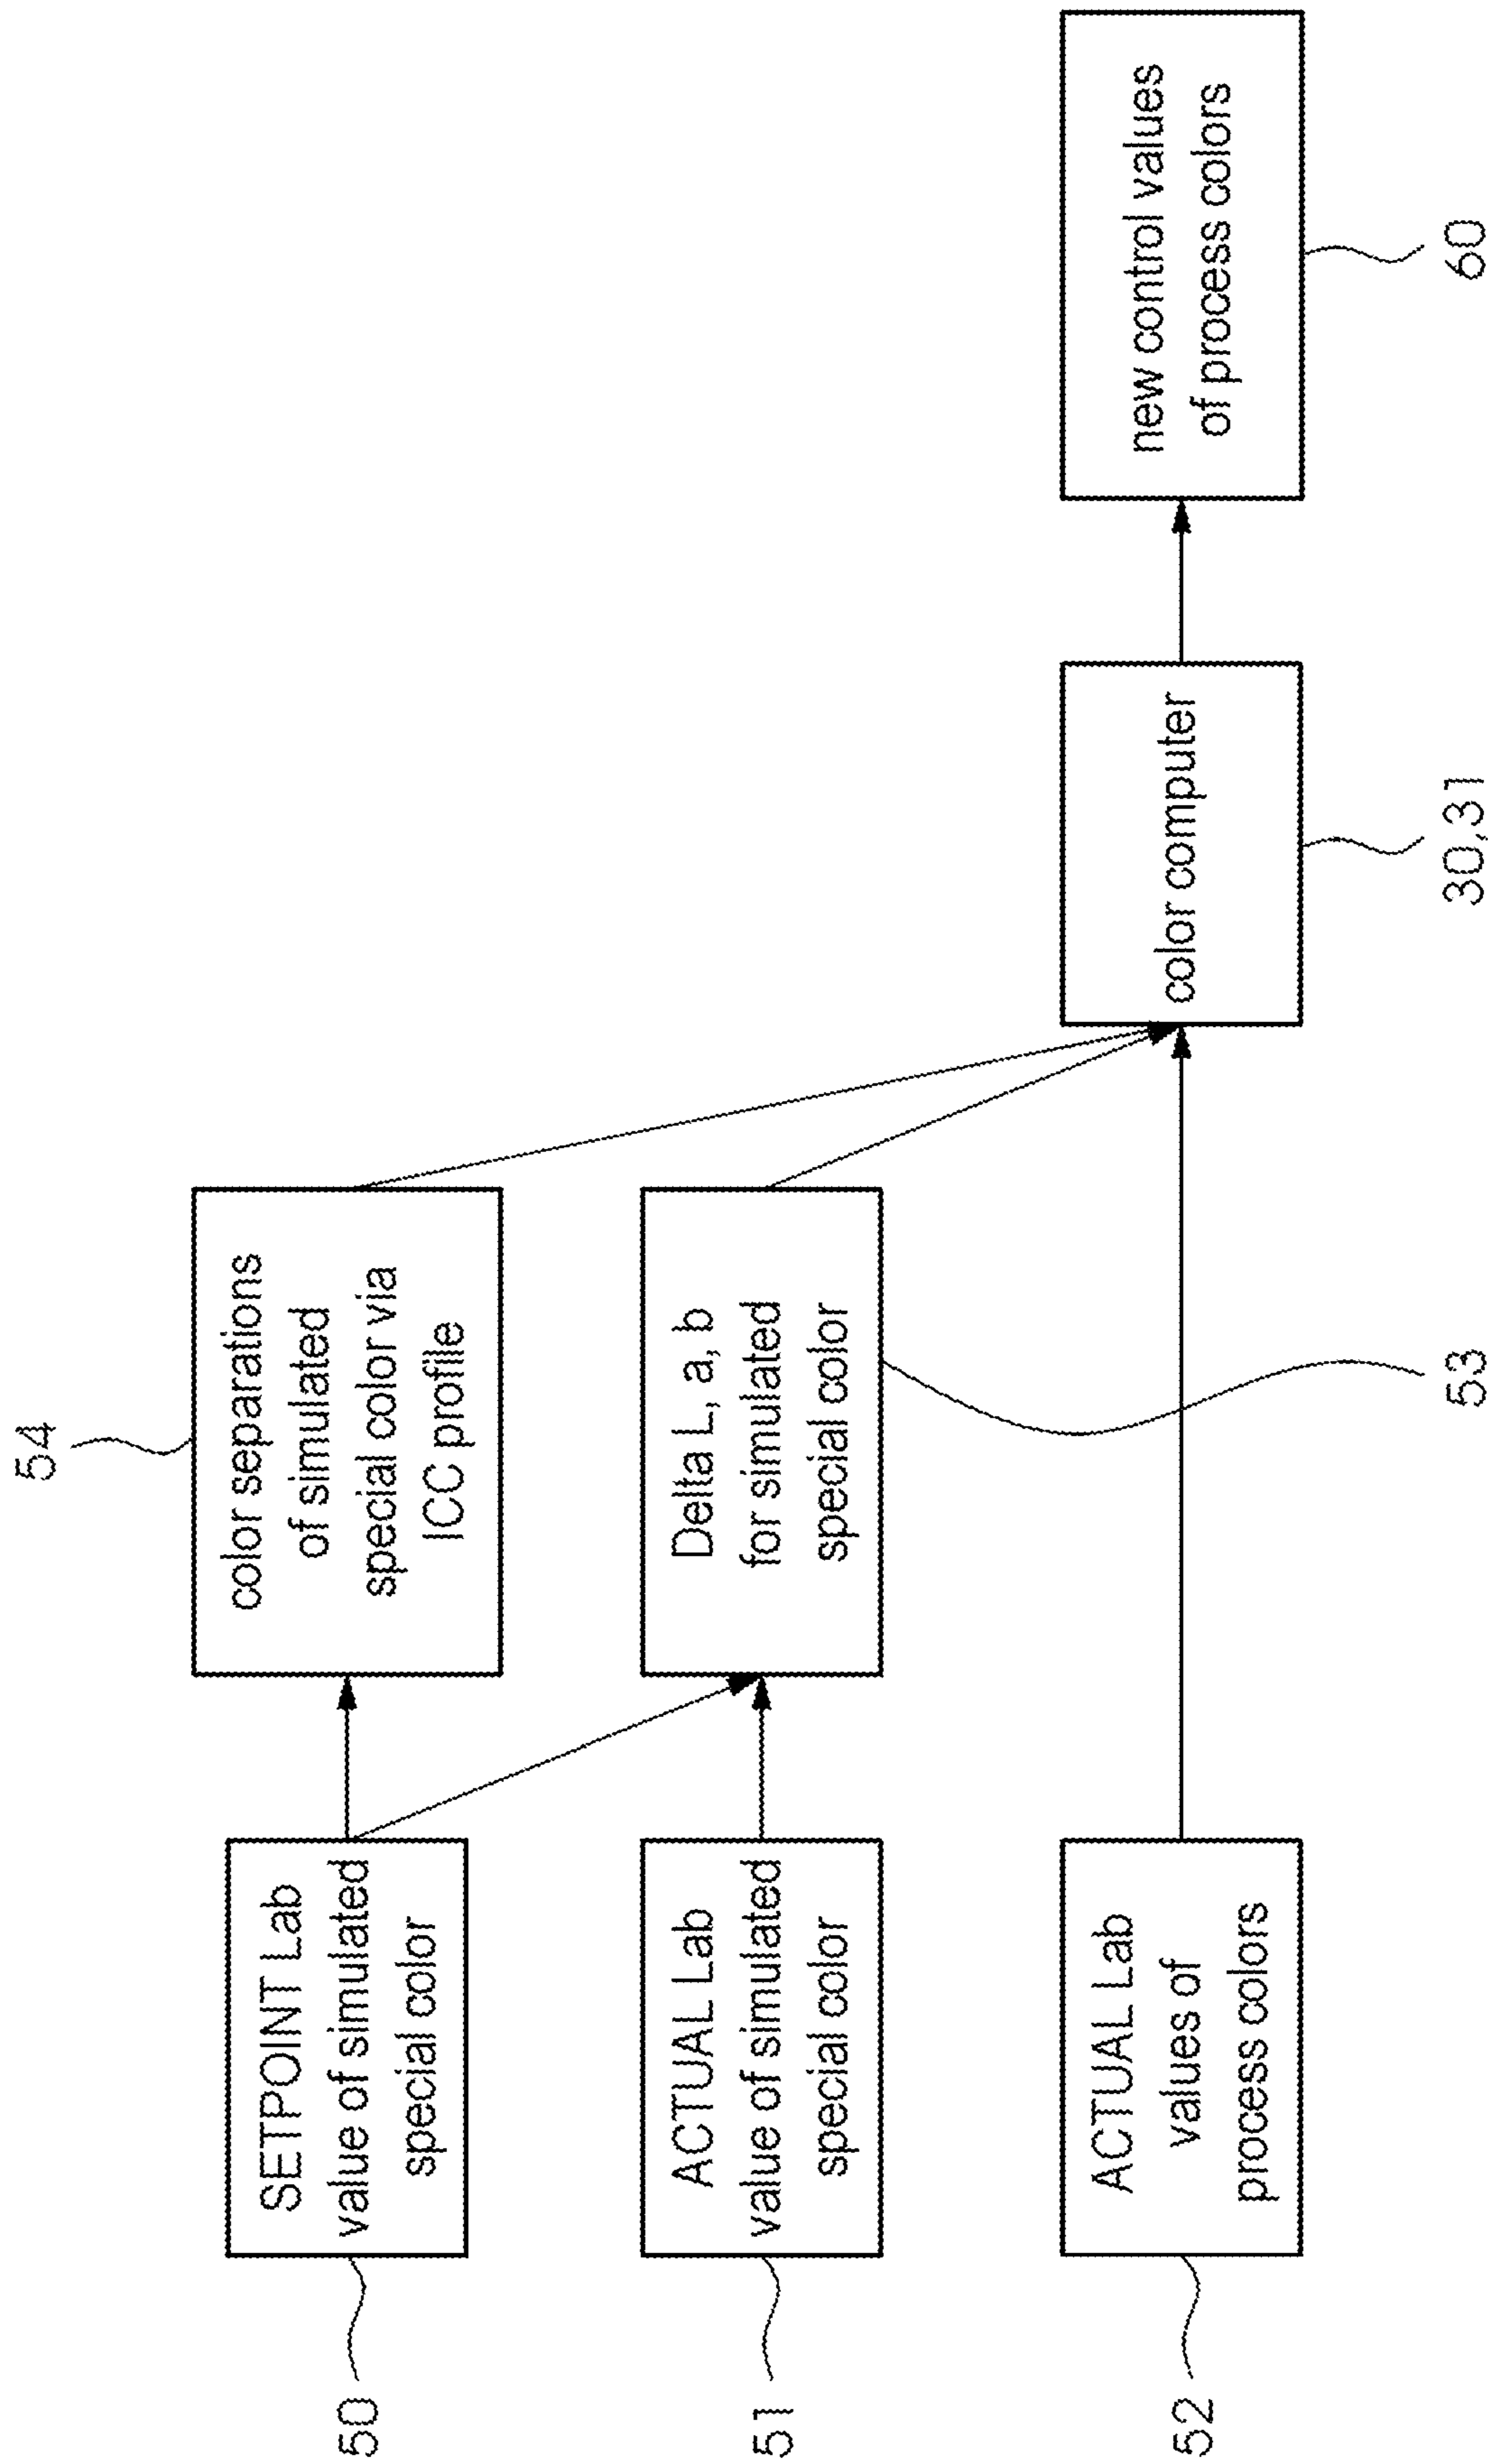 54
color separations
of simulated
special color via
ICC profile
50
SETPOINT Lab
value of simulated
special color
51
ACTUAL Lab
value of simulated
special color
Delta L, a, b
for simulated
special color
53
52
ACTUAL Lab
values of
process colors
color computer
30,31
new control values
of process colors
60